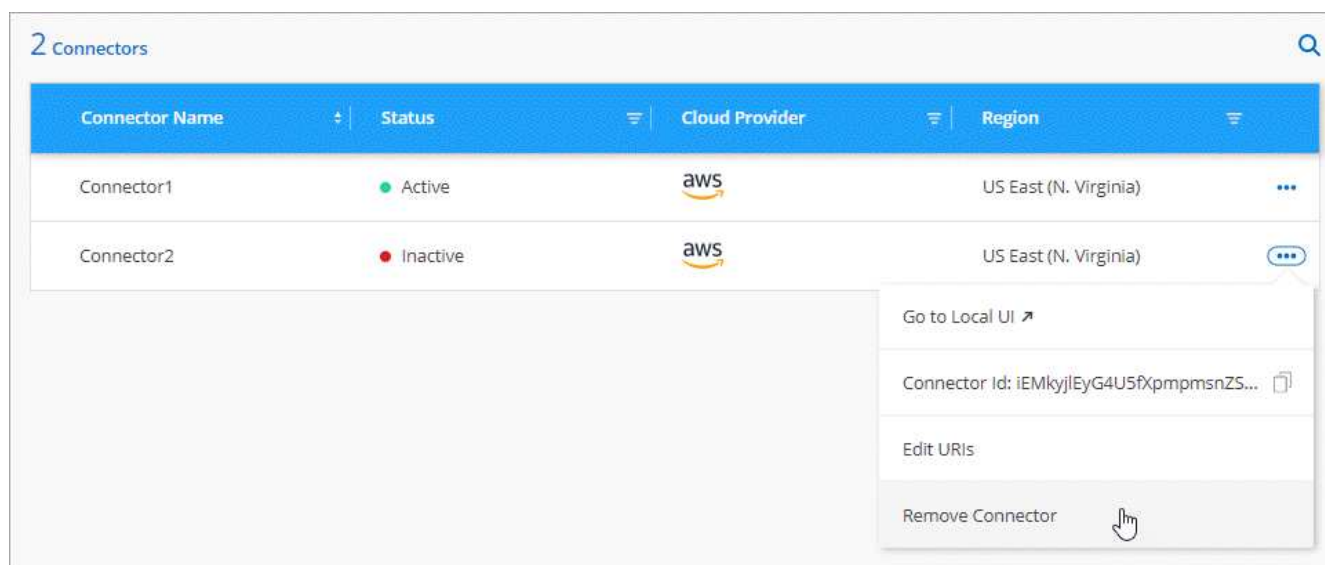 2 Connectors
Connector Name Status Cloud Provider Region
Connector1 Active aws US East (N. Virginia)
Connector2 Inactive aws US East (N. Virginia)
Go to Local UI
Connector Id: iEMkyjlEyG4U5fXpmpmsnZS...
Edit URIs
Remove Connector